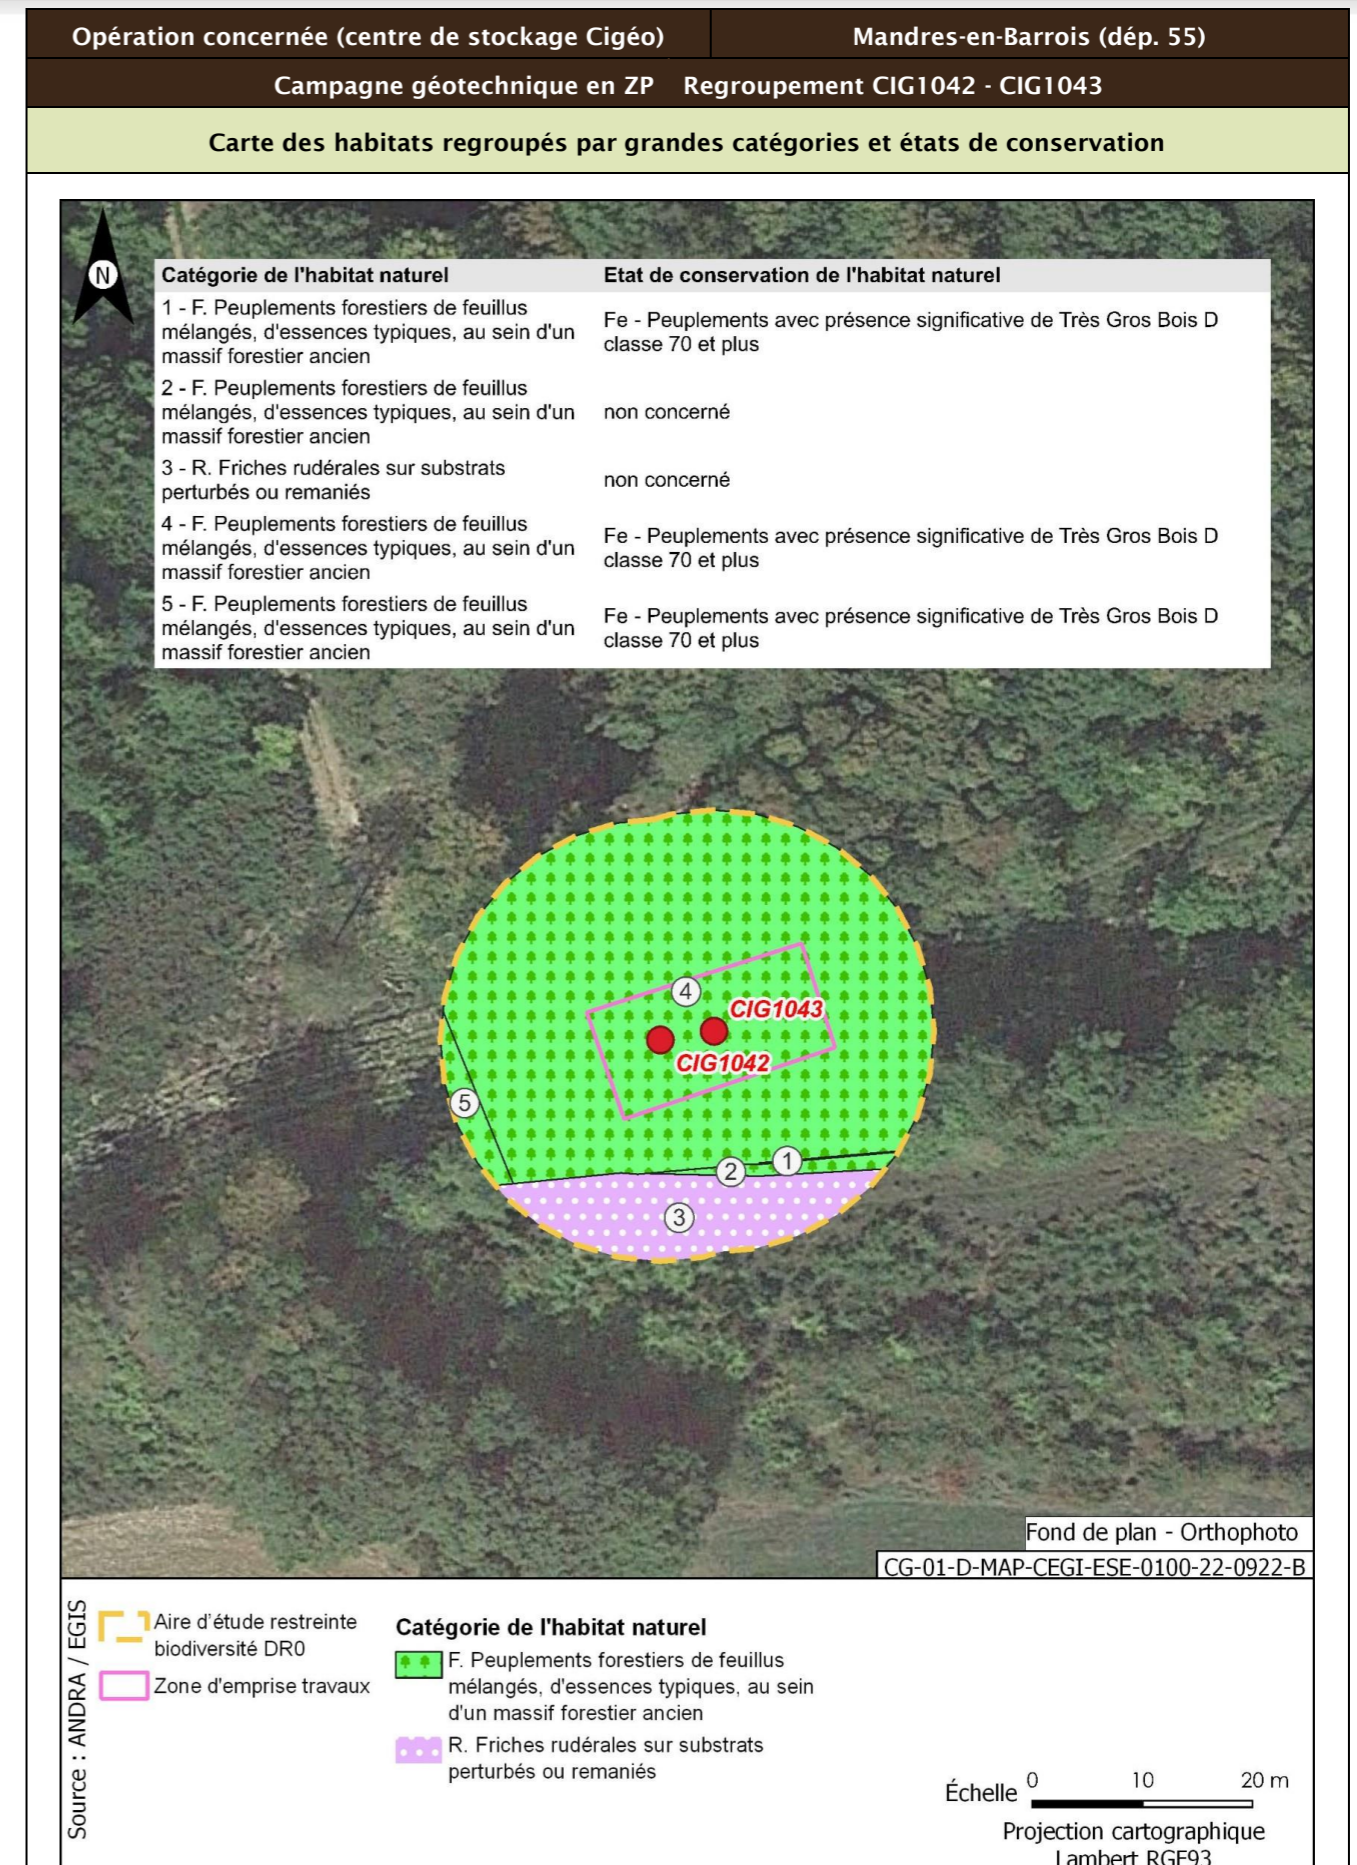 Opération concernée (centre de stockage Cigéo)
Mandres-en-Barrois (dép. 55)
Campagne géotechnique en ZP Regroupement CIG1042 - CIG1043
Carte des habitats regroupés par grandes catégories et états de conservation
N
Catégorie de l'habitat naturel
Etat de conservation de l'habitat naturel
1 - F. Peuplements forestiers de feuillus
mélangés, d'essences typiques, au sein d'un
massif forestier ancien
Fe - Peuplements avec présence significative de Très Gros Bois D
classe 70 et plus
2 - F. Peuplements forestiers de feuillus
mélangés, d'essences typiques, au sein d'un
massif forestier ancien
non concerné
3 - R. Friches rudérales sur substrats
perturbés ou remaniés
non concerné
4 - F. Peuplements forestiers de feuillus
mélangés, d'essences typiques, au sein d'un
massif forestier ancien
Fe - Peuplements avec présence significative de Très Gros Bois D
classe 70 et plus
5 - F. Peuplements forestiers de feuillus
mélangés, d'essences typiques, au sein d'un
massif forestier ancien
Fe - Peuplements avec présence significative de Très Gros Bois D
classe 70 et plus
4
CIG1043
CIG1042
5
1
2
3
Fond de plan - Orthophoto
CG-01-D-MAP-CEGI-ESE-0100-22-0922-B
Source : ANDRA / EGIS
Aire d'étude restreinte
biodiversité DR0
Zone d'emprise travaux
Catégorie de l'habitat naturel
F. Peuplements forestiers de feuillus
mélangés, d'essences typiques, au sein
d'un massif forestier ancien
R. Friches rudérales sur substrats
perturbés ou remaniés
Échelle 0 10 20 m
Projection cartographique
Lambert RGF93